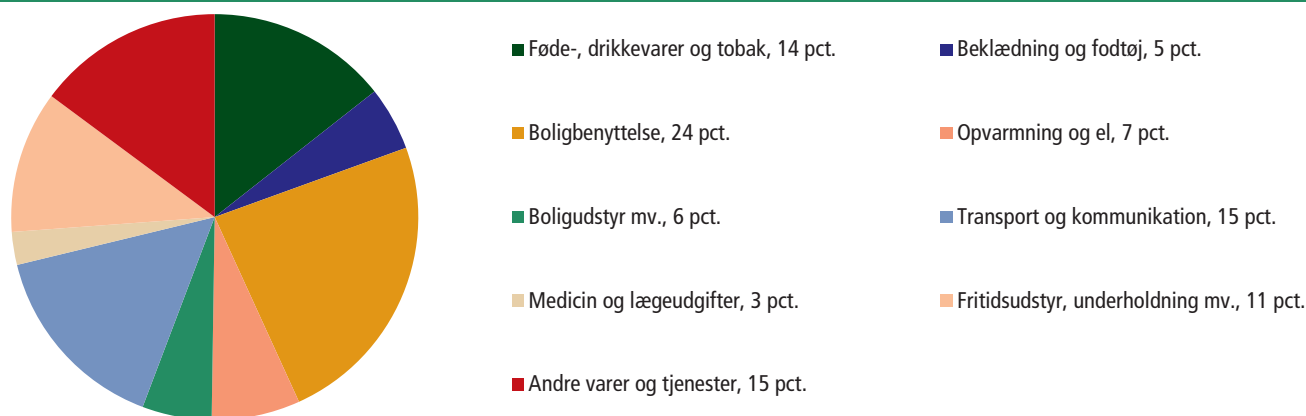 Føde-, drikkevarer og tobak, 14 pct.
Beklædning og fodtøj, 5 pct.
Boligbenyttelse, 24 pct.
Opvarmning og el, 7 pct.
Boligudstyr mv., 6 pct.
Transport og kommunikation, 15 pct.
Medicin og lægeudgifter, 3 pct.
Fritidsudstyr, underholdning mv., 11 pct.
Andre varer og tjenester, 15 pct.